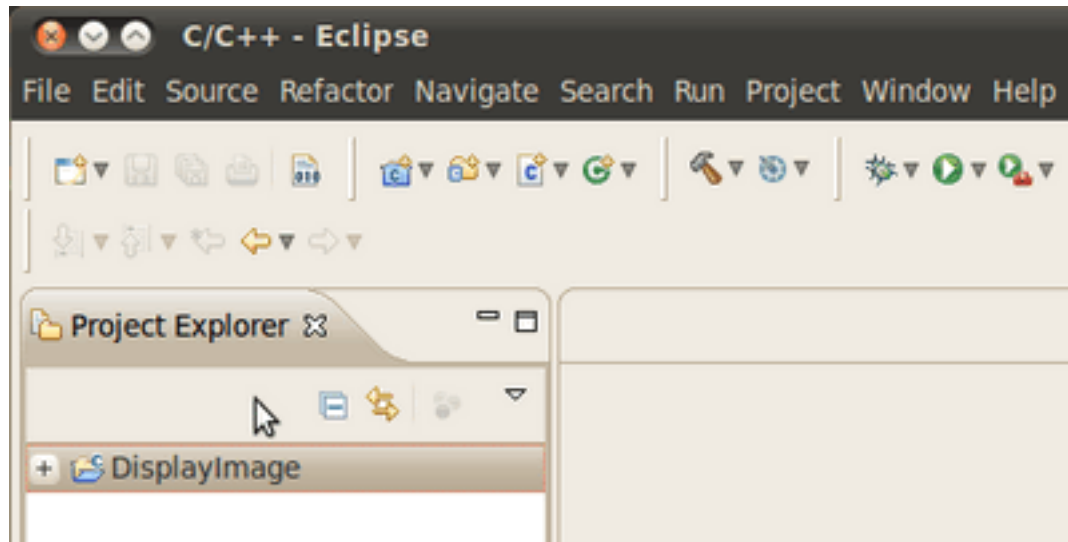 C/C++ - Eclipse
File Edit Source Refactor Navigate Search Run Project Window Help
Project Explorer
DisplayImage